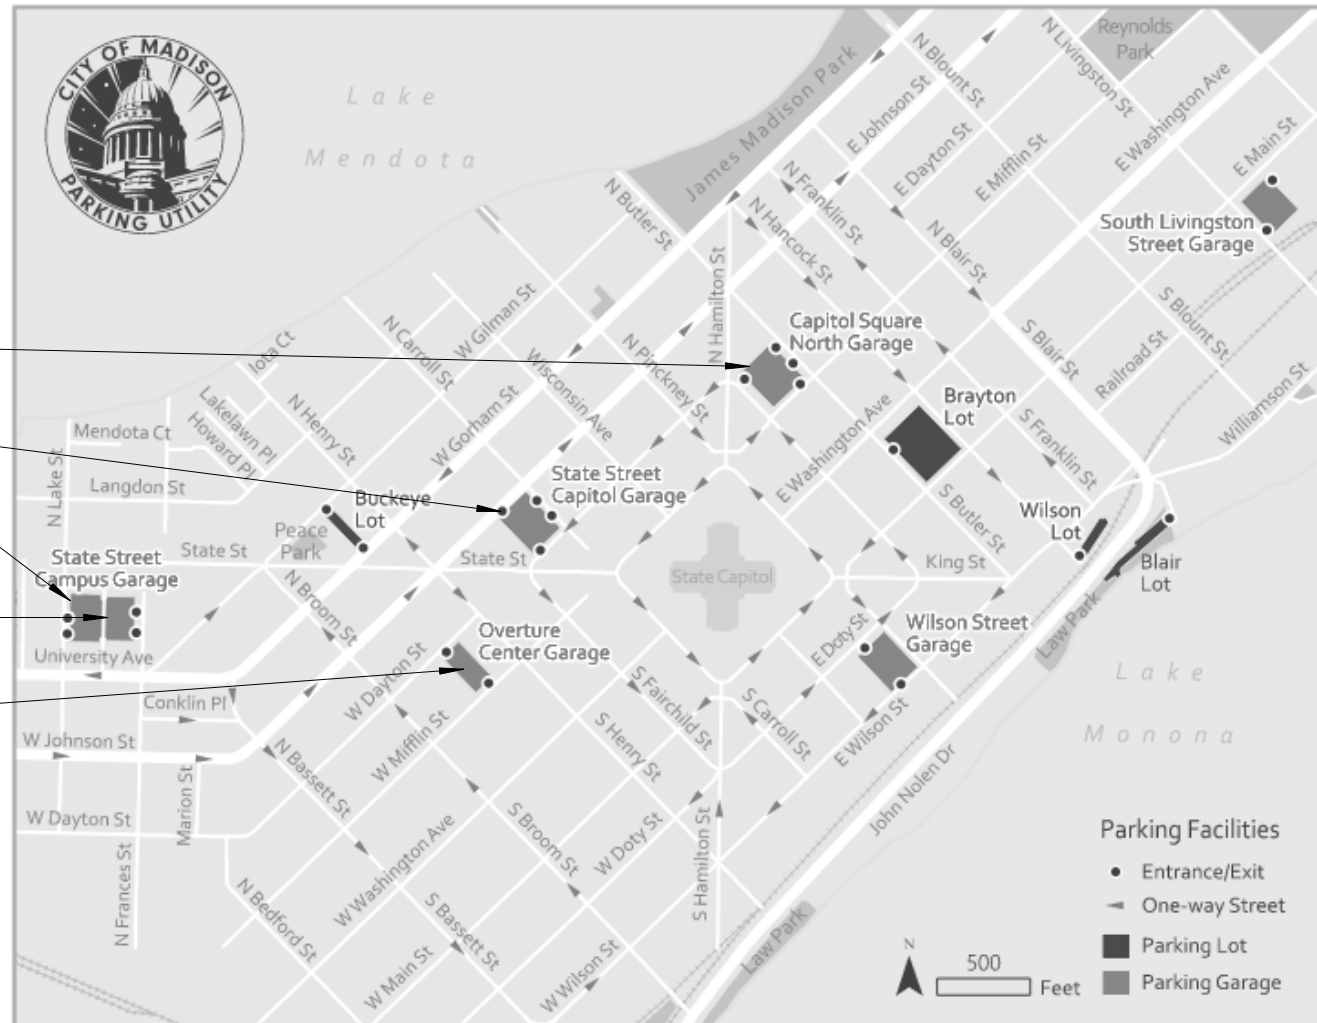 CITY OF MADISON
PARKING UTILITY
Lake
Mendota
James Madison Park
Reynolds
Park
N Livingston St
N Blount St
E Washington Ave
E Johnson St
E Dayton St
E Mifflin St
E Main St
South Livingston
Street Garage
N Butler St
N Hamilton St
N Hancock St
N Franklin St
N Blair St
S Blair St
S Blount St
Railroad St
Williamson St
Capitol Square
North Garage
Brayton
Lot
E Washington Ave
S Franklin St
S Butler St
Wilson
Lot
Blair
Lot
King St
Iota Ct
N Carroll St
W Gilman St
Wisconsin Ave
N Pinckney St
Lakelawn Pl
Howard Pl
N Henry St
W Gorham St
Mendota Ct
Langdon St
N Lake St
State St
Peace
Park
Buckeye
Lot
State Street
Capitol Garage
State St
State Capitol
State Street
Campus Garage
University Ave
N Broom St
Overture
Center Garage
W Dayton St
W Mifflin St
Conklin Pl
W Johnson St
N Bassett St
Marion St
W Dayton St
N Frances St
N Bedford St
W Washington Ave
S Bassett St
W Main St
S Broom St
W Wilson St
W Doty St
S Henry St
S Fairchild St
S Carroll St
S Hamilton St
E Doty St
Wilson Street
Garage
E Wilson St
John Nolen Dr
Law Park
Law Park
Lake
Monona
Parking Facilities
Entrance/Exit
One-way Street
Parking Lot
Parking Garage
N
500
Feet